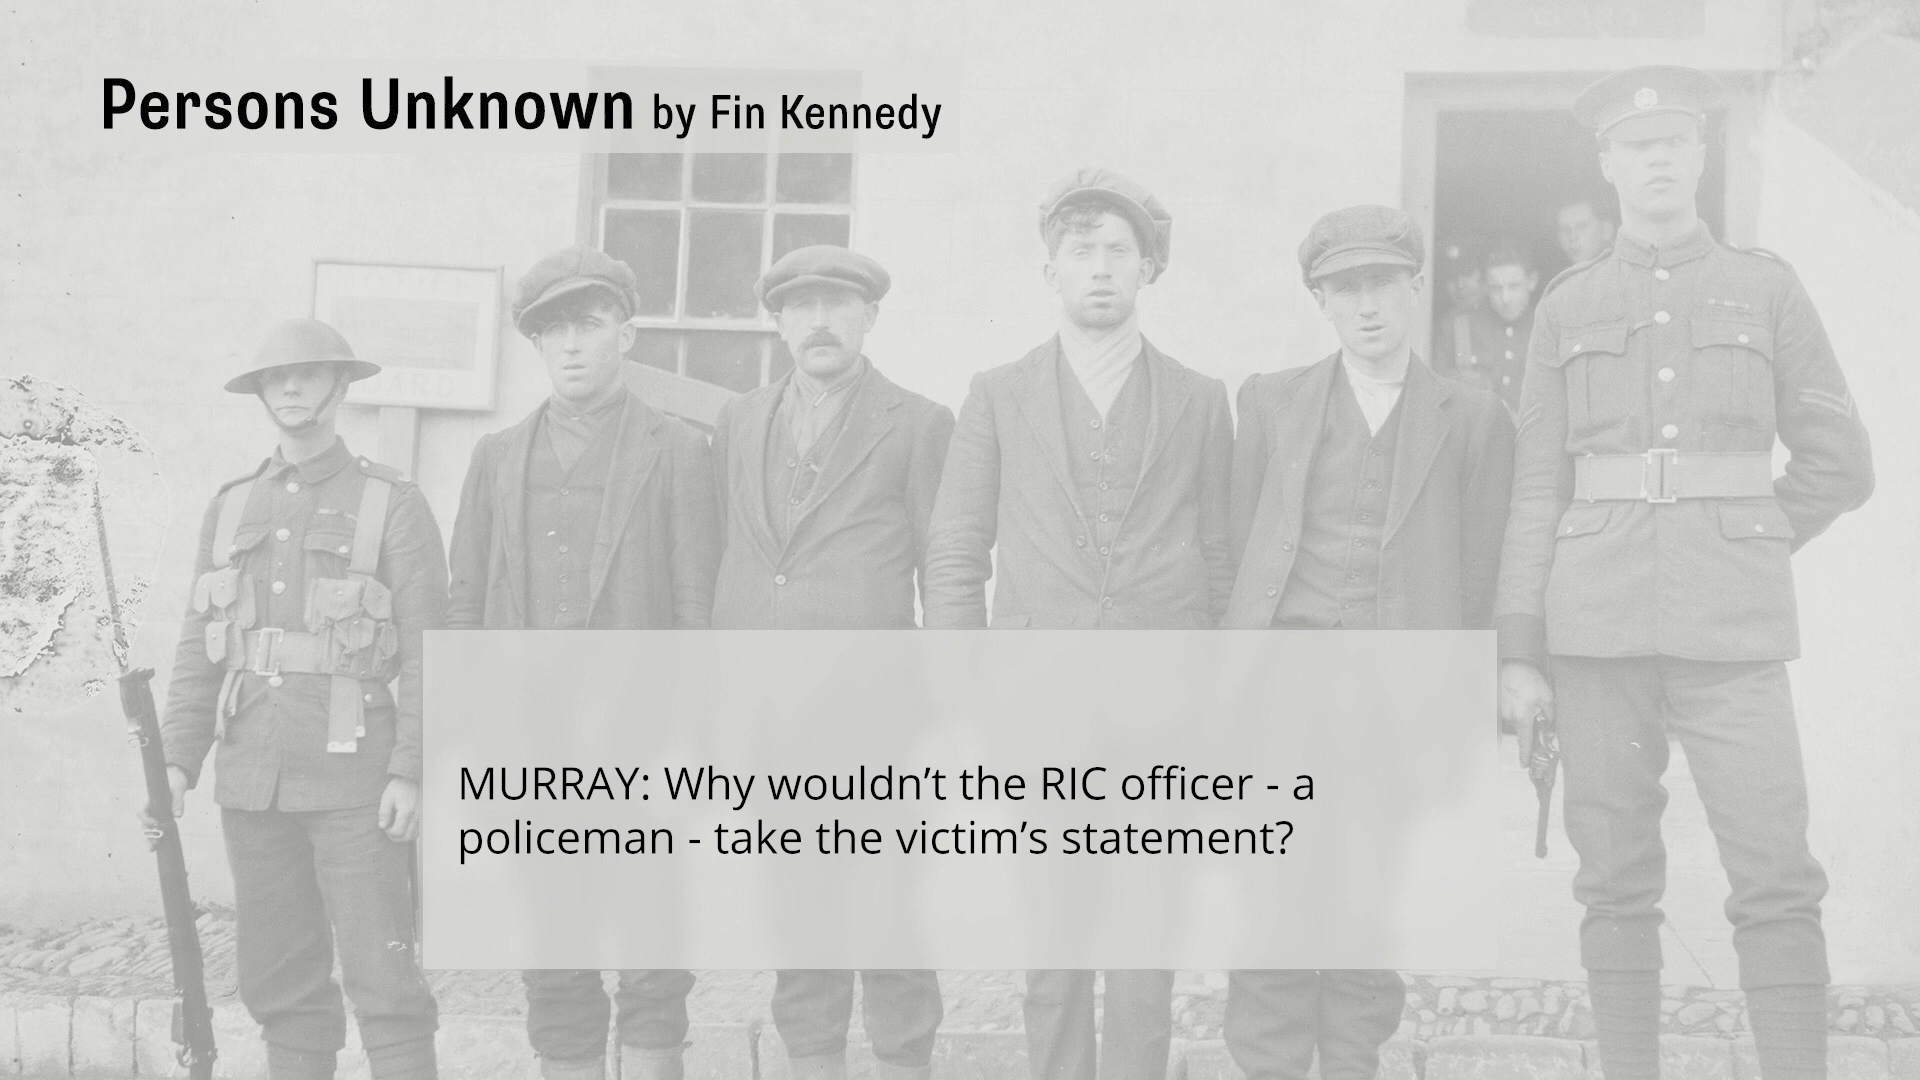 Persons Unknown by Fin Kennedy
MURRAY: Why wouldn’t the RIC officer - a
policeman - take the victim’s statement?